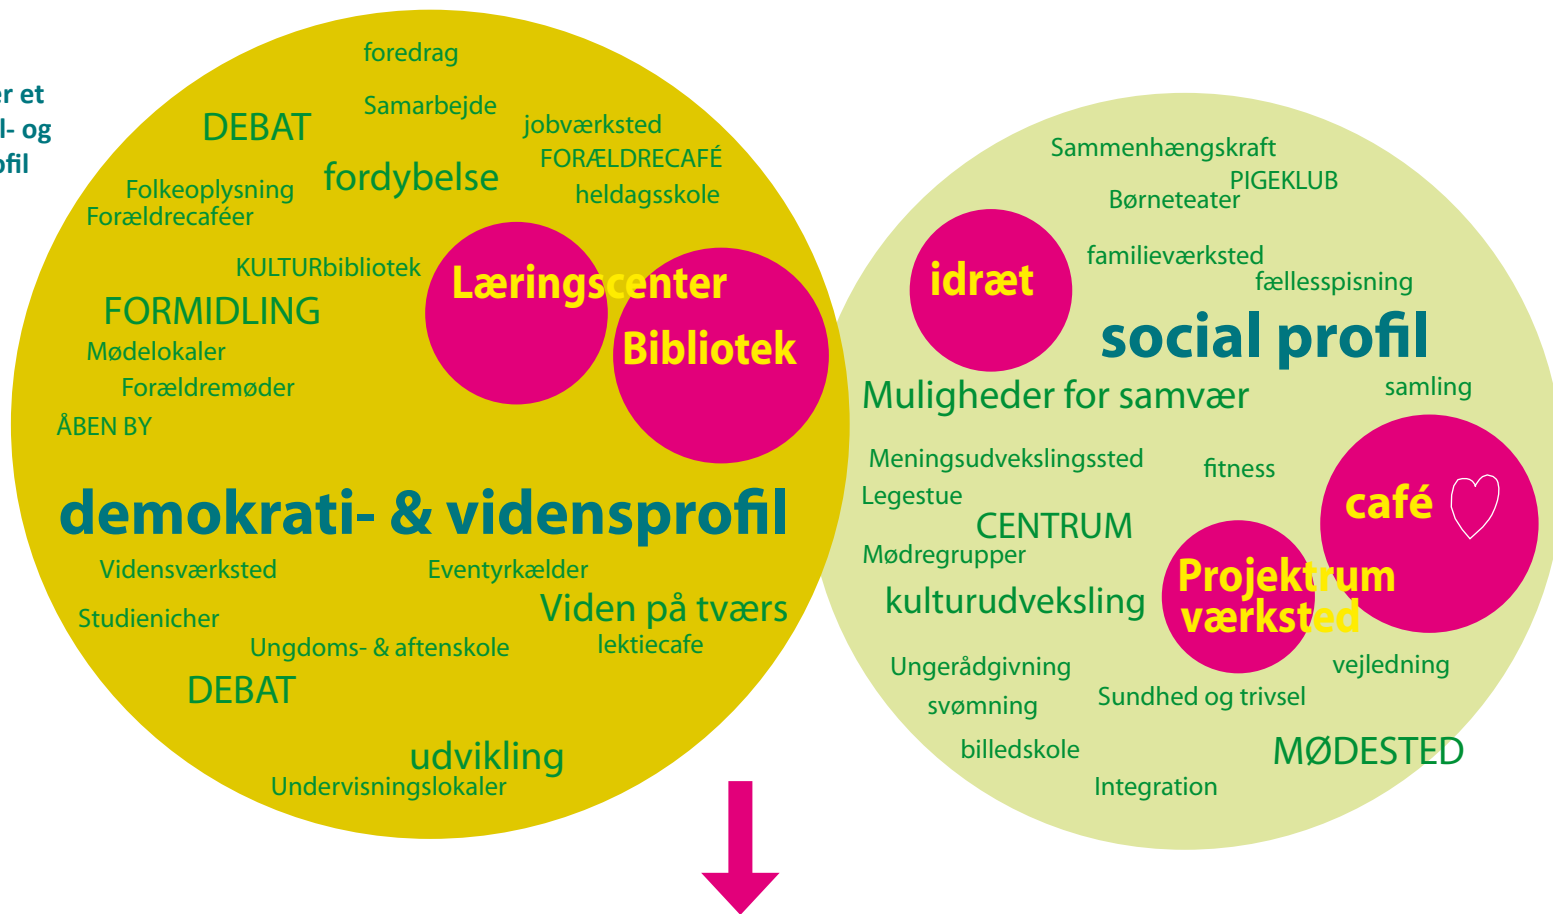 er et
l- og
ofil
foredrag
Samarbejde
DEBAT
jobværksted
FORÆLDRECAFÉ
fordybelse
heldagsskole
Folkeoplysning
Forældrecaféer
KULTURbibliotek
Læringscenter
FORMIDLING
Bibliotek
Mødelokaler
Forældremøder
ÅBEN BY
demokrati- & vidensprofil
Vidensværksted
Eventyrkælder
Studienicher
Viden på tværs
Ungdoms- & aftenskole
lektiecafe
DEBAT
udvikling
Undervisningslokaler
Sammenhængskraft
PIGEKLUB
Børneteater
familieværksted
idræt
fællesspisning
social profil
Muligheder for samvær
samling
Meningsudvekslingssted
fitness
Legestue
café
CENTRUM
Mødregrupper
Projektrum
værksted
kulturudveksling
Ungerådgivning
vejledning
svømning
Sundhed og trivsel
billedskole
MØDESTED
Integration